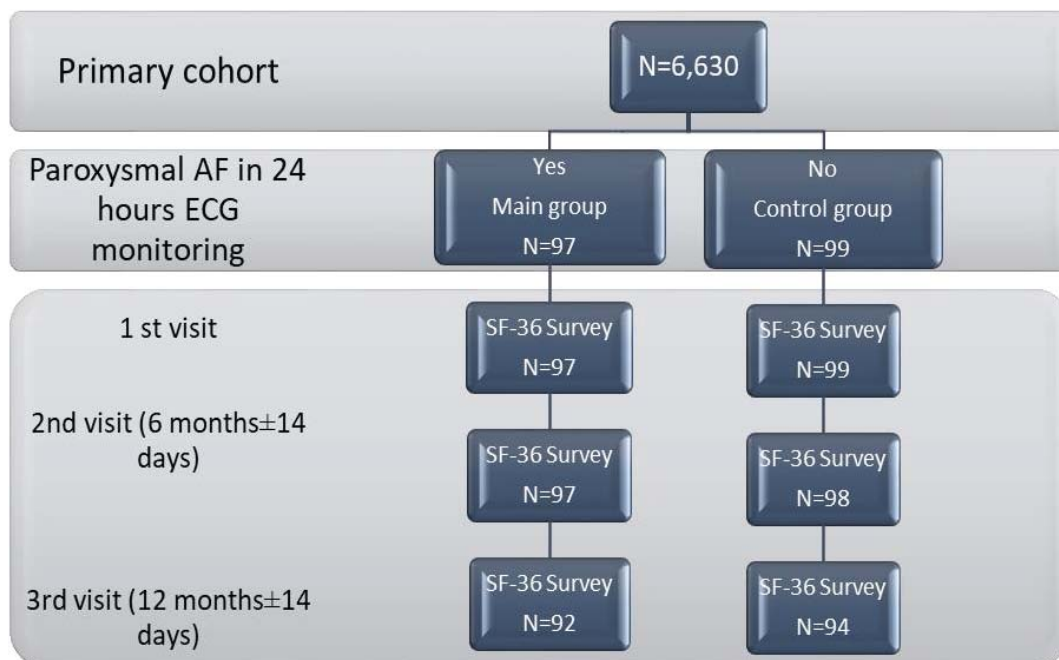 Primary cohort
N=6,630
Paroxysmal AF in 24
hours ECG
monitoring
Yes
Main group
N=97
No
Control group
N=99
1 st visit
SF-36 Survey
N=97
SF-36 Survey
N=99
2nd visit (6 months±14
days)
SF-36 Survey
N=97
SF-36 Survey
N=98
3rd visit (12 months±14
days)
SF-36 Survey
N=92
SF-36 Survey
N=94